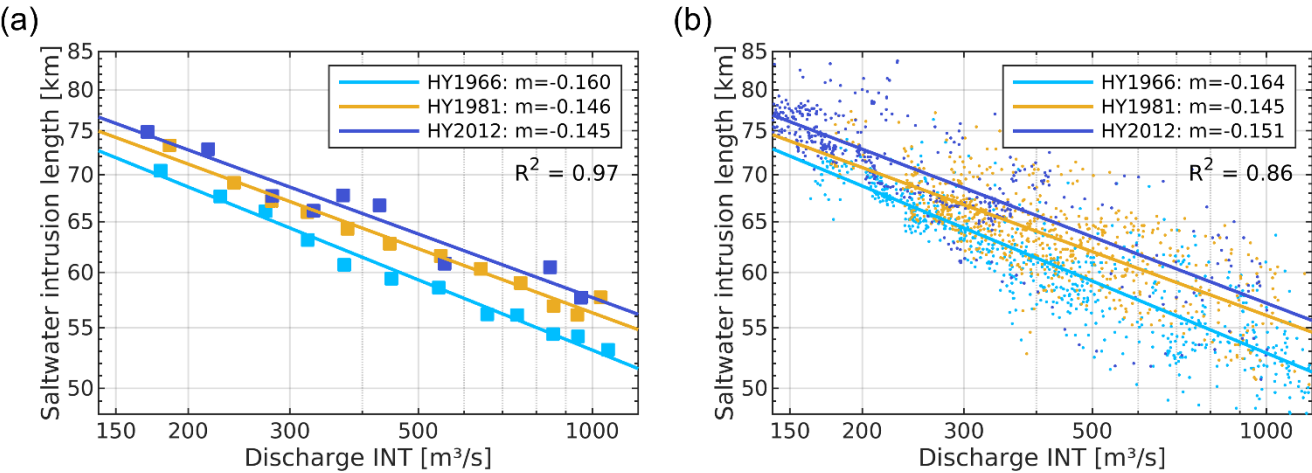 (a)
Saltwater intrusion length [km]
85
80
75
70
65
60
55
50
HY1966: m=-0.160
HY1981: m=-0.146
HY2012: m=-0.145
R² = 0.97
150 200 300 500 1000
Discharge INT [m³/s]
(b)
Saltwater intrusion length [km]
85
80
75
70
65
60
55
50
HY1966: m=-0.164
HY1981: m=-0.145
HY2012: m=-0.151
R² = 0.86
150 200 300 500 1000
Discharge INT [m³/s]